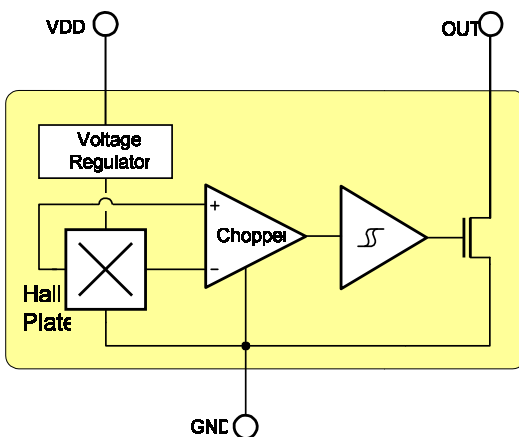 VDD
OUT
Voltage
Regulator
+
Chopper
−
Hall
Plate
GND